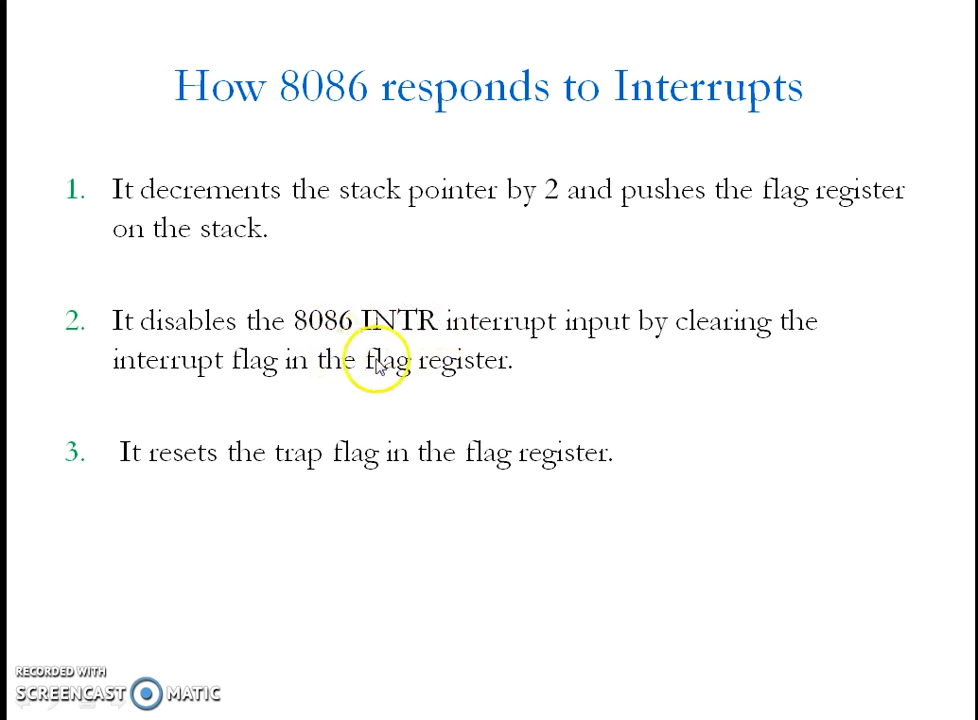 How 8086 responds to Interrupts
1. It decrements the stack pointer by 2 and pushes the flag register
on the stack.
2. It disables the 8086 INTR interrupt input by clearing the
interrupt flag in the flag register.
3. It resets the trap flag in the flag register.
RECORDED WITH
SCREENCAST MATIC